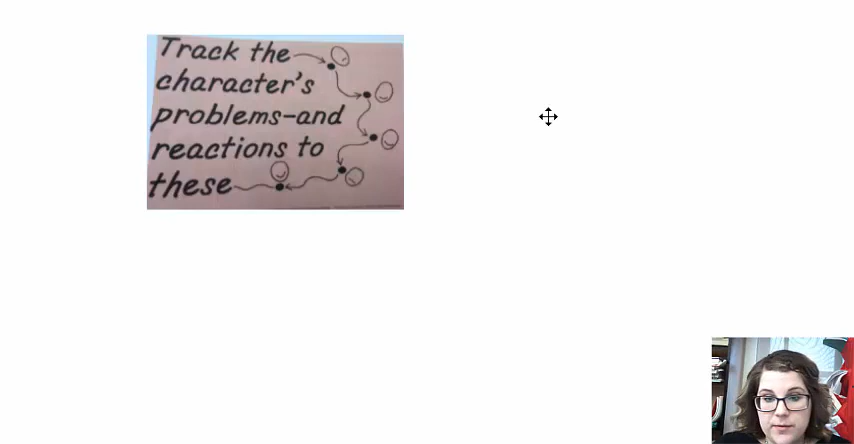 Track the
character's
problems-and
reactions to
these